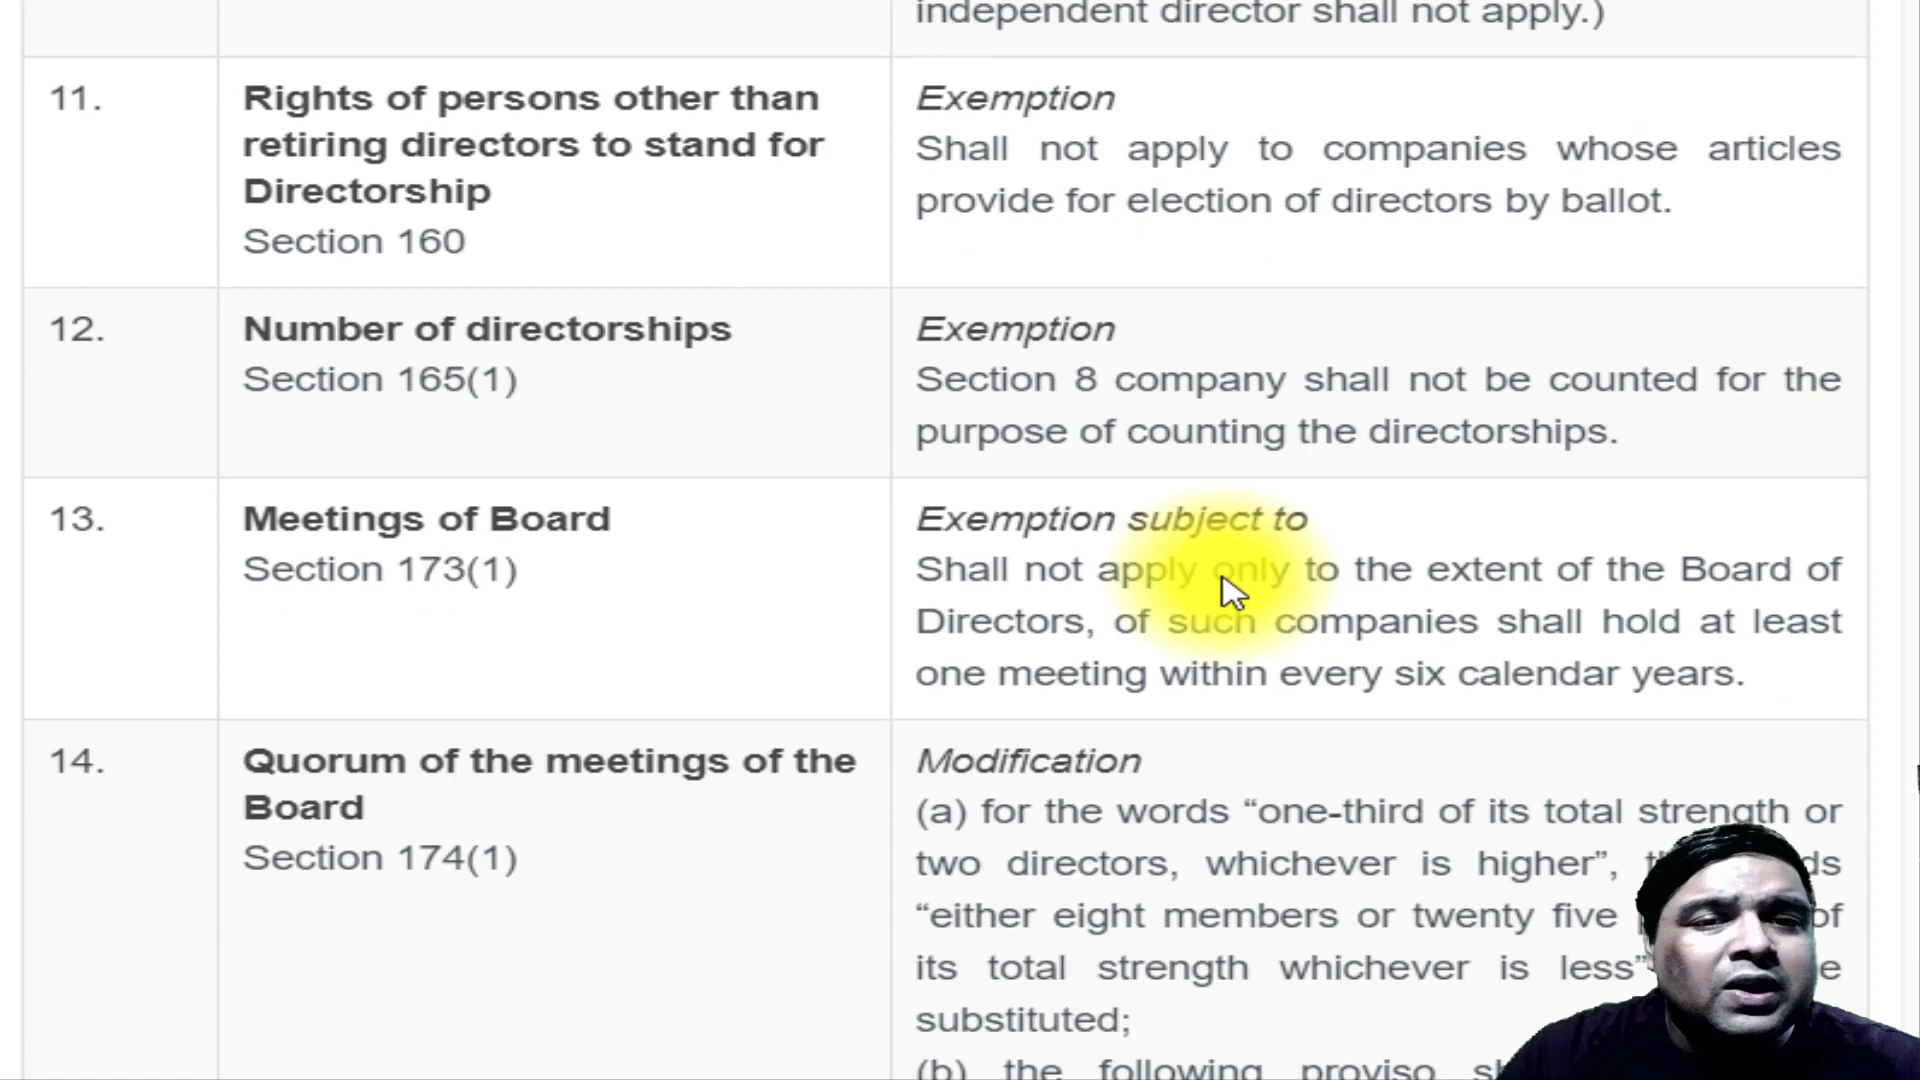 independent director shall not apply.)
11.
Rights of persons other than
retiring directors to stand for
Directorship
Section 160
Exemption
Shall not apply to companies whose articles
provide for election of directors by ballot.
12.
Number of directorships
Section 165(1)
Exemption
Section 8 company shall not be counted for the
purpose of counting the directorships.
13.
Meetings of Board
Section 173(1)
Exemption subject to
Shall not apply only to the extent of the Board of
Directors, of such companies shall hold at least
one meeting within every six calendar years.
14.
Quorum of the meetings of the
Board
Section 174(1)
Modification
(a) for the words “one-third of its total strength or
two directors, whichever is higher”,
“either eight members or twenty five of
its total strength whichever is less”
substituted;
(b) the following proviso